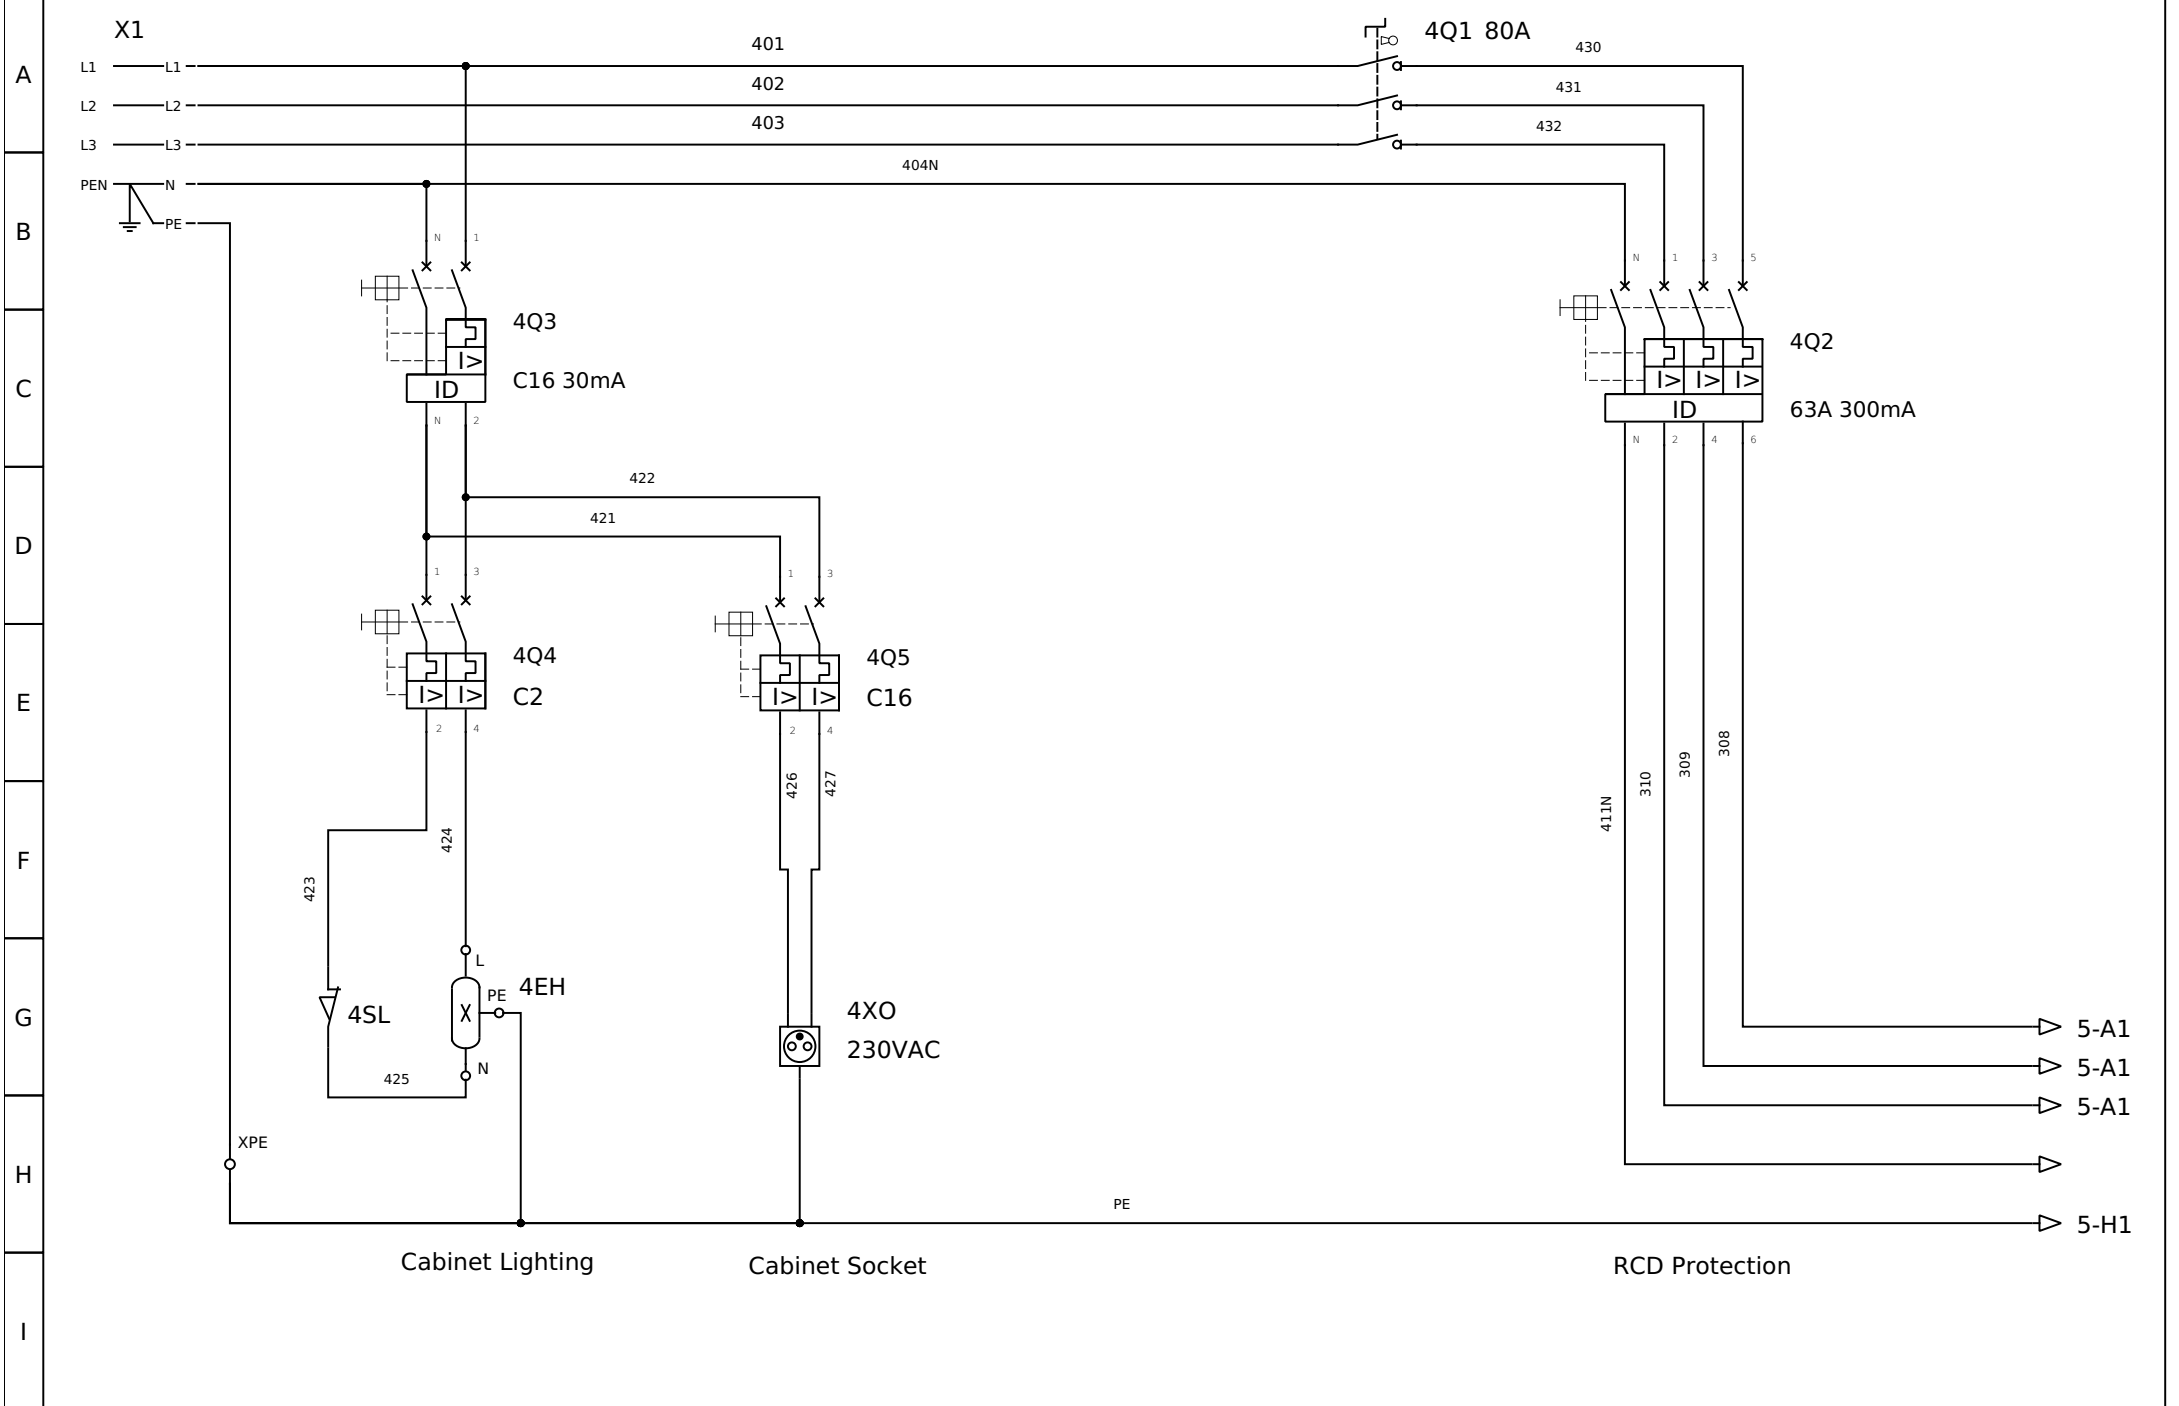 X1
4Q1 80A
401
430
A
L1
L1
402
431
L2
L2
403
432
L3
L3
404N
PEN
N
B
PE
N
1
N
1
3
5
4Q3
4Q2
C
I>
C16 30mA
ID
I>
I>
I>
ID
63A 300mA
N
2
N
2
4
6
422
421
D
1
3
1
3
4Q4
4Q5
E
I>
I>
C2
I>
I>
C16
2
4
2
4
426
427
411N
310
309
308
F
424
423
L
4EH
PE
X
G
4SL
4XO
230VAC
5-A1
5-A1
5-A1
N
425
XPE
H
PE
5-H1
Cabinet Lighting
Cabinet Socket
RCD Protection
I